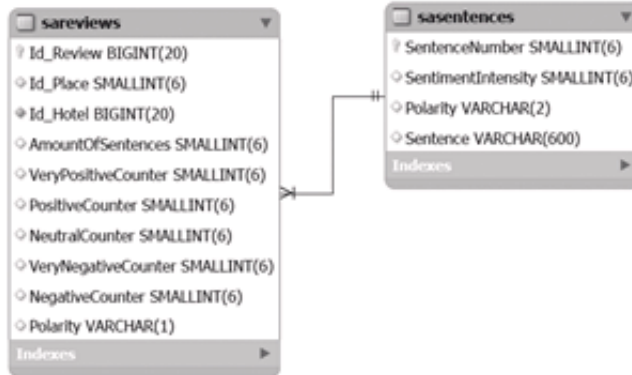 sareviews
Id_Review BIGINT(20)
Id_Place SMALLINT(6)
Id_Hotel BIGINT(20)
AmountOfSentences SMALLINT(6)
VeryPositiveCounter SMALLINT(6)
PositiveCounter SMALLINT(6)
NeutralCounter SMALLINT(6)
VeryNegativeCounter SMALLINT(6)
NegativeCounter SMALLINT(6)
Polarity VARCHAR(1)
Indexes
sasentences
SentenceNumber SMALLINT(6)
SentimentIntensity SMALLINT(6)
Polarity VARCHAR(2)
Sentence VARCHAR(600)
Indexes